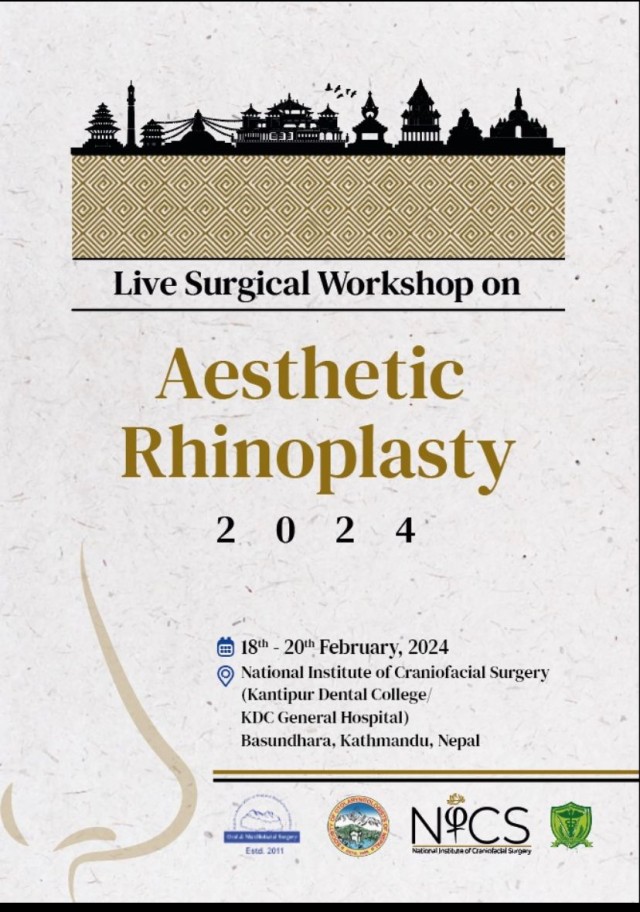 Live Surgical Workshop on
Aesthetic
Rhinoplasty
2 0 2 4
18th - 20th February, 2024
National Institute of Craniofacial Surgery
(Kantipur Dental College/
KDC General Hospital)
Basundhara, Kathmandu, Nepal
Estd. 2011
NiCS
National Institute of Craniofacial Surgery